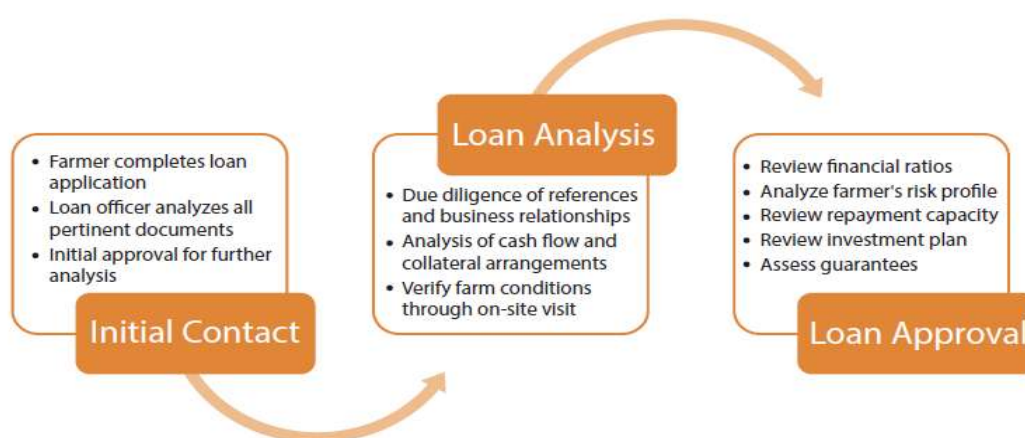 • Farmer completes loan
application
• Loan officer analyzes all
pertinent documents
• Initial approval for further
analysis
Initial Contact
Loan Analysis
• Due diligence of references
and business relationships
• Analysis of cash flow and
collateral arrangements
• Verify farm conditions
through on-site visit
• Review financial ratios
• Analyze farmer's risk profile
• Review repayment capacity
• Review investment plan
• Assess guarantees
Loan Approval